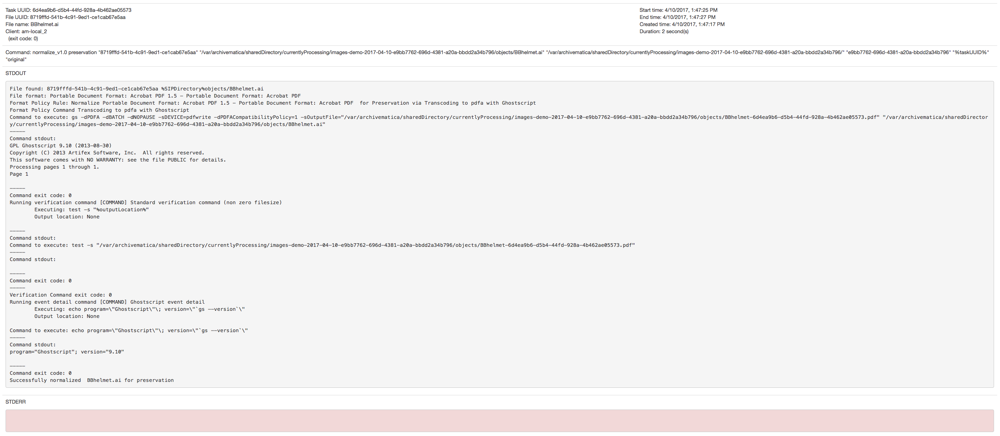 Task UUID: 6d4ea9b6-d5b4-44fd-928a-4b462ae05573
File UUID: 8719fffd-541b-4c91-9ed1-ce1cab67e5aa
File name: BBhelmet.ai
Client: am-local_2
(exit code: 0)
Start time: 4/10/2017, 1:47:25 PM
End time: 4/10/2017, 1:47:27 PM
Created time: 4/10/2017, 1:47:17 PM
Duration: 2 second(s)
Command: normalize_v1.0 preservation "8719fffd-541b-4c91-9ed1-ce1cab67e5aa" "/var/archivematica/sharedDirectory/currentlyProcessing/images-demo-2017-04-10-e9bb7762-696d-4381-a20a-bbdd2a34b796/objects/BBhelmet.ai" "/var/archivematica/sharedDirectory/currentlyProcessing/images-demo-2017-04-10-e9bb7762-696d-4381-a20a-bbdd2a34b796/" "e9bb7762-696d-4381-a20a-bbdd2a34b796" "%taskUUID%"
"original"
STDOUT
File found: 8719fffd-541b-4c91-9ed1-ce1cab67e5aa %SIPDirectory%objects/BBhelmet.ai
File format: Portable Document Format: Acrobat PDF 1.5 - Portable Document Format: Acrobat PDF
Format Policy Rule: Normalize Portable Document Format: Acrobat PDF 1.5 - Portable Document Format: Acrobat PDF  for Preservation via Transcoding to pdfa with Ghostscript
Format Policy Command Transcoding to pdfa with Ghostscript
Command to execute: gs -dPDFA -dBATCH -dNOPAUSE -sDEVICE=pdfwrite -dPDFACompatibilityPolicy=1 -sOutputFile="/var/archivematica/sharedDirectory/currentlyProcessing/images-demo-2017-04-10-e9bb7762-696d-4381-a20a-bbdd2a34b796/objects/BBhelmet-6d4ea9b6-d5b4-44fd-928a-4b462ae05573.pdf" "/var/archivematica/sharedDirector
y/currentlyProcessing/images-demo-2017-04-10-e9bb7762-696d-4381-a20a-bbdd2a34b796/objects/BBhelmet.ai"
-----
Command stdout:
GPL Ghostscript 9.10 (2013-08-30)
Copyright (C) 2013 Artifex Software, Inc.  All rights reserved.
This software comes with NO WARRANTY: see the file PUBLIC for details.
Processing pages 1 through 1.
Page 1
-----
Command exit code: 0
Running verification command [COMMAND] Standard verification command (non zero filesize)
Executing: test -s "%outputLocation%"
Output location: None
-----
Command stdout:
Command to execute: test -s "/var/archivematica/sharedDirectory/currentlyProcessing/images-demo-2017-04-10-e9bb7762-696d-4381-a20a-bbdd2a34b796/objects/BBhelmet-6d4ea9b6-d5b4-44fd-928a-4b462ae05573.pdf"
-----
Command stdout:
-----
Command exit code: 0
-----
Verification Command exit code: 0
Running event detail command [COMMAND] Ghostscript event detail
Executing: echo program=\"Ghostscript\"\; version=\"`gs --version`\"
Output location: None
Command to execute: echo program=\"Ghostscript\"\; version=\"`gs --version`\"
-----
Command stdout:
program="Ghostscript"; version="9.10"
-----
Command exit code: 0
Successfully normalized  BBhelmet.ai for preservation
STDERR